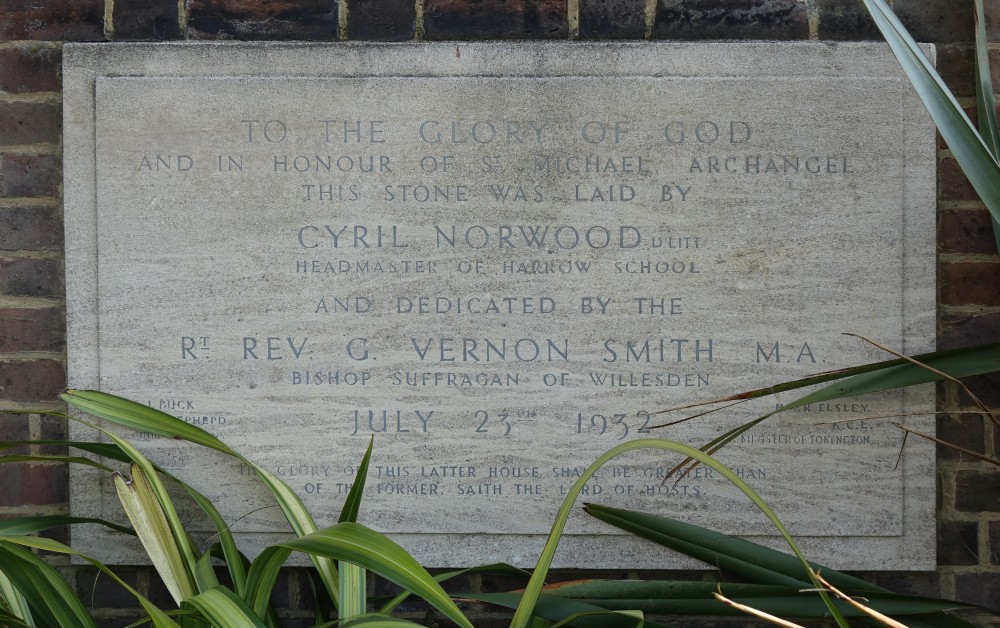 TO THE GLORY OF GOD
AND IN HONOUR OF ST MICHAEL ARCHANGEL
THIS STONE WAS LAID BY
CYRIL NORWOOD D LITT
HEADMASTER OF HARROW SCHOOL
AND DEDICATED BY THE
RT REV. G. VERNON SMITH M.A.
BISHOP SUFFRAGAN OF WILLESDEN
JULY 23RD 1932
BUCK
ELSLEY
MINISTER OF TOKYNGTON
GLORY OF THIS LATTER HOUSE SHALL BE GREATER THAN
OF THE FORMER, SAITH THE LORD OF HOSTS.